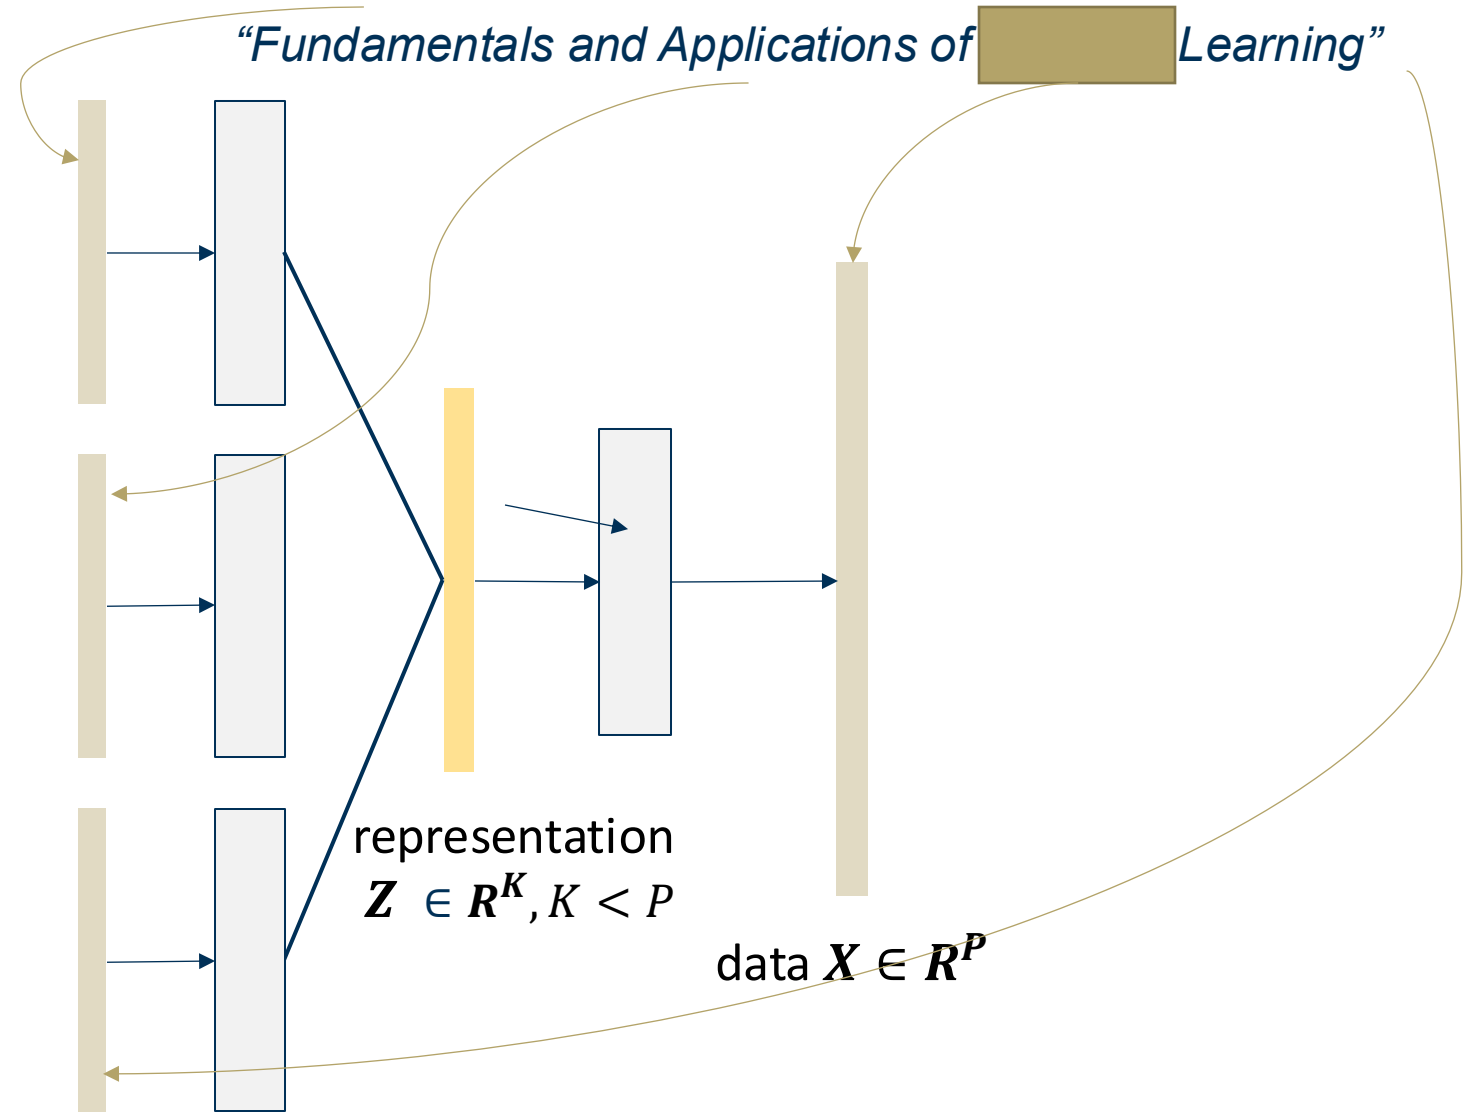 “Fundamentals and Applications of Learning”
representation
𝒁 ∈ 𝑹^𝑲, 𝐾 < 𝑃
data 𝑿 ∈ 𝑹^𝑷